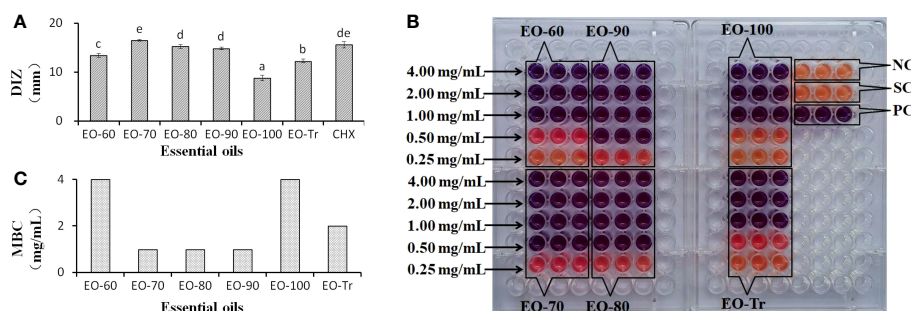 A
20
10
0
DIZ
(mm)
c
e
d
d
a
b
de
EO-60 EO-70 EO-80 EO-90 EO-100 EO-Tr CHX
Essential oils
C
4
2
0
MBC
(mg/mL)
EO-60 EO-70 EO-80 EO-90 EO-100 EO-Tr
Essential oils
B
EO-60 EO-90 EO-100
4.00 mg/mL
2.00 mg/mL
1.00 mg/mL
0.50 mg/mL
0.25 mg/mL
4.00 mg/mL
2.00 mg/mL
1.00 mg/mL
0.50 mg/mL
0.25 mg/mL
NC
SC
PC
EO-70 EO-80 EO-Tr